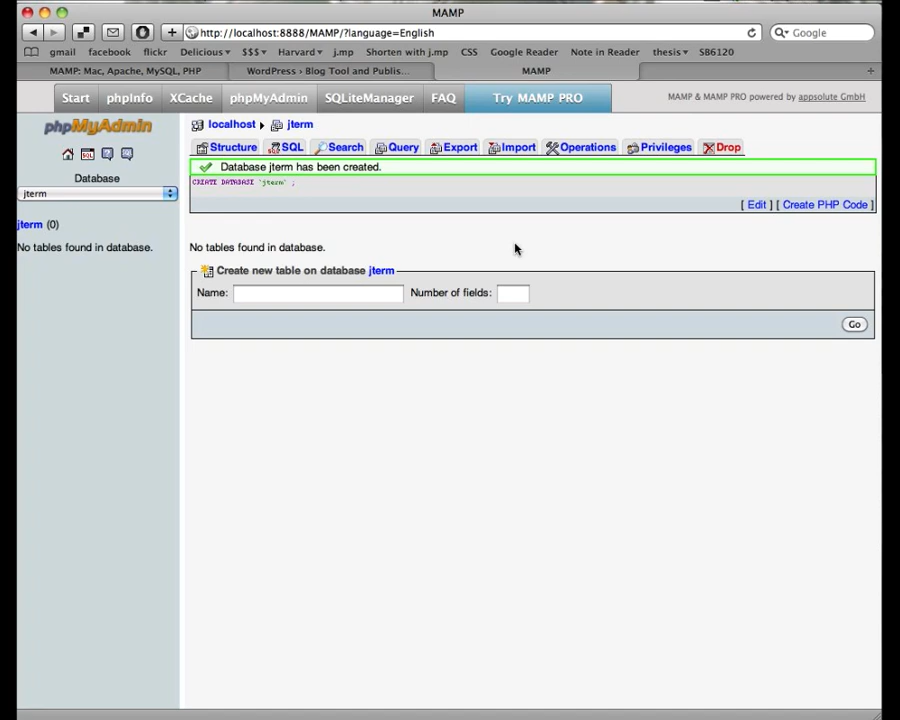 MAMP
http://localhost:8888/MAMP/?language=English
Google
gmail facebook flickr Delicious $$$ Harvard j.mp Shorten with j.mp CSS Google Reader Note in Reader thesis SB6120
MAMP: Mac, Apache, MySQL, PHP WordPress › Blog Tool and Publis... MAMP
Start phpInfo XCache phpMyAdmin SQLiteManager FAQ Try MAMP PRO MAMP & MAMP PRO powered by appsolute GmbH
phpMyAdmin
Database
jterm
jterm (0)
No tables found in database.
localhost jterm
Structure SQL Search Query Export Import Operations Privileges Drop
Database jterm has been created.
CREATE DATABASE `jterm` ;
[ Edit ] [ Create PHP Code ]
No tables found in database.
Create new table on database jterm
Name: Number of fields:
Go